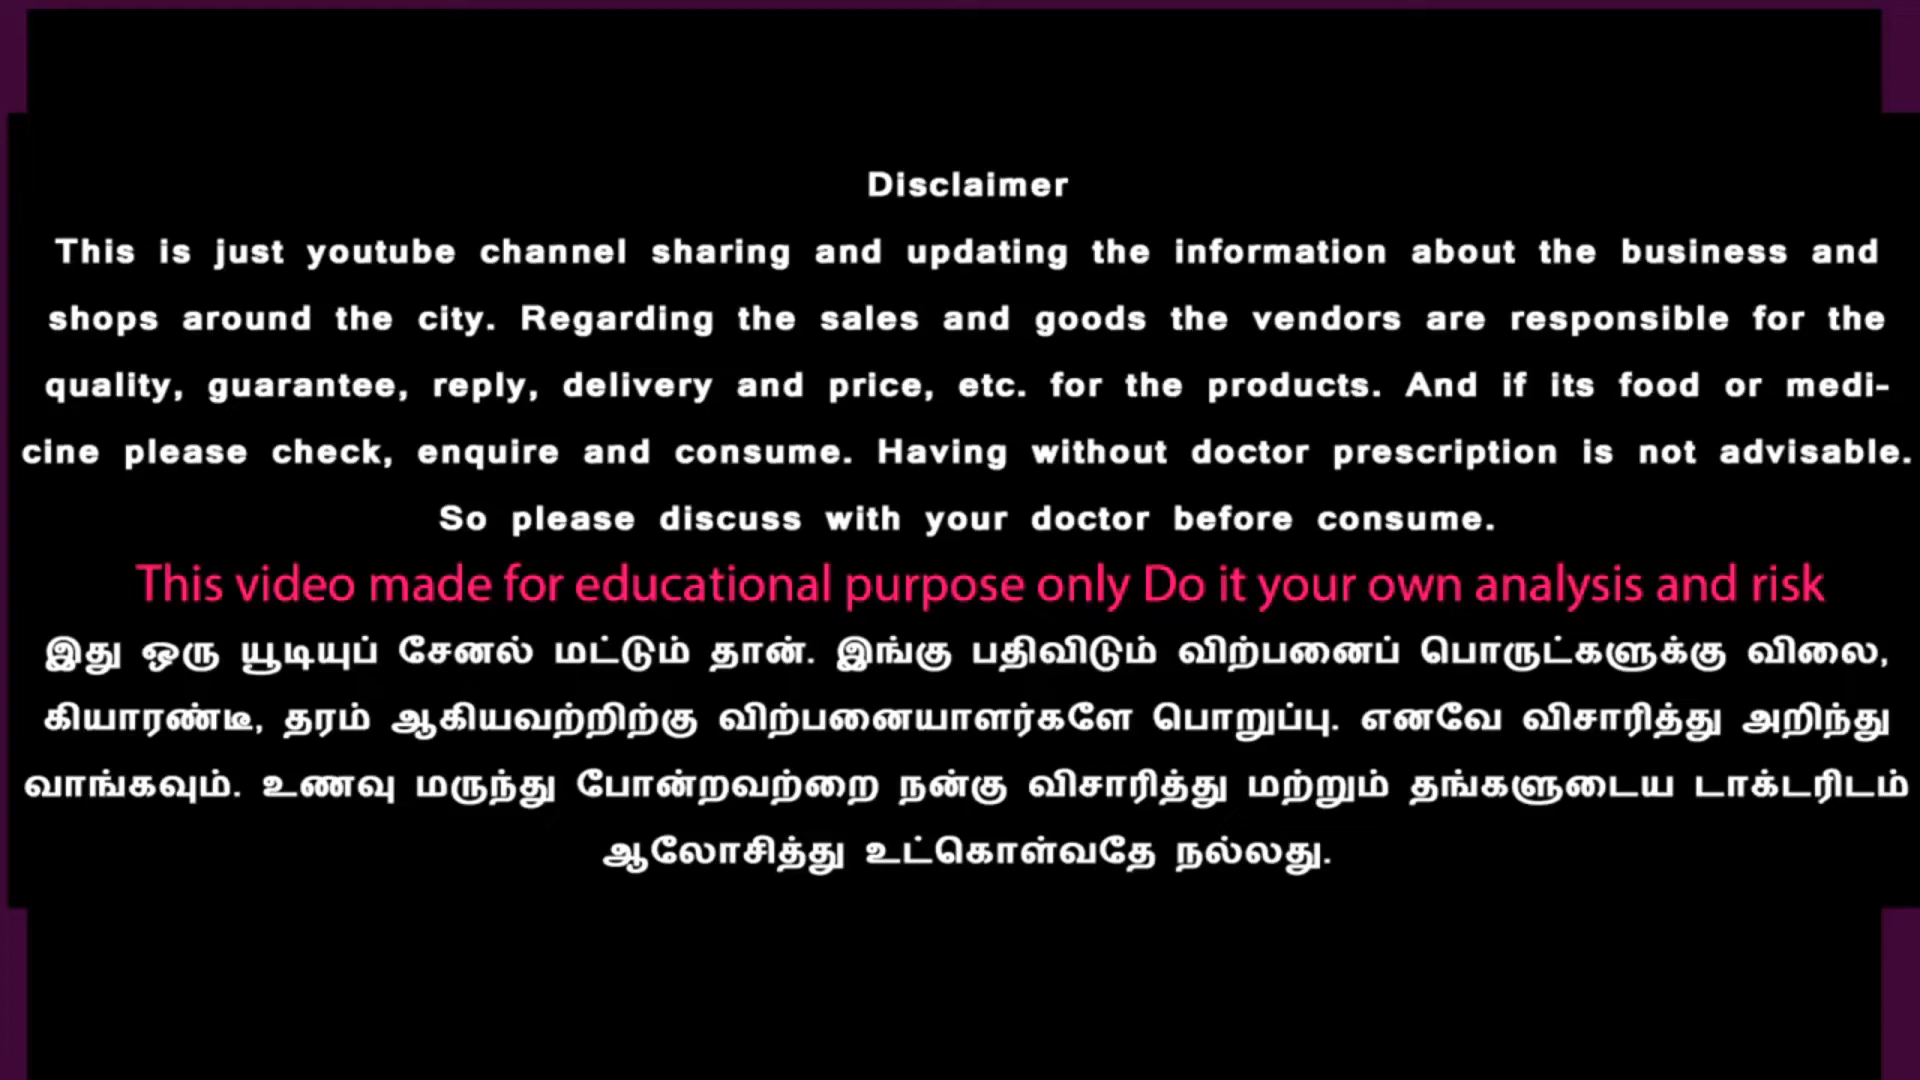 Disclaimer
This is just youtube channel sharing and updating the information about the business and
shops around the city. Regarding the sales and goods the vendors are responsible for the
quality, guarantee, reply, delivery and price, etc. for the products. And if its food or medi-
cine please check, enquire and consume. Having without doctor prescription is not advisable.
So please discuss with your doctor before consume.
This video made for educational purpose only Do it your own analysis and risk
இது ஒரு யூடியுப் சேனல் மட்டும் தான். இங்கு பதிவிடும் விற்பனைப் பொருட்களுக்கு விலை,
கியாரண்டீ, தரம் ஆகியவற்றிற்கு விற்பனையாளர்களே பொறுப்பு. எனவே விசாரித்து அறிந்து
வாங்கவும். உணவு மருந்து போன்றவற்றை நன்கு விசாரித்து மற்றும் தங்களுடைய டாக்டரிடம்
ஆலோசித்து உட்கொள்வதே நல்லது.